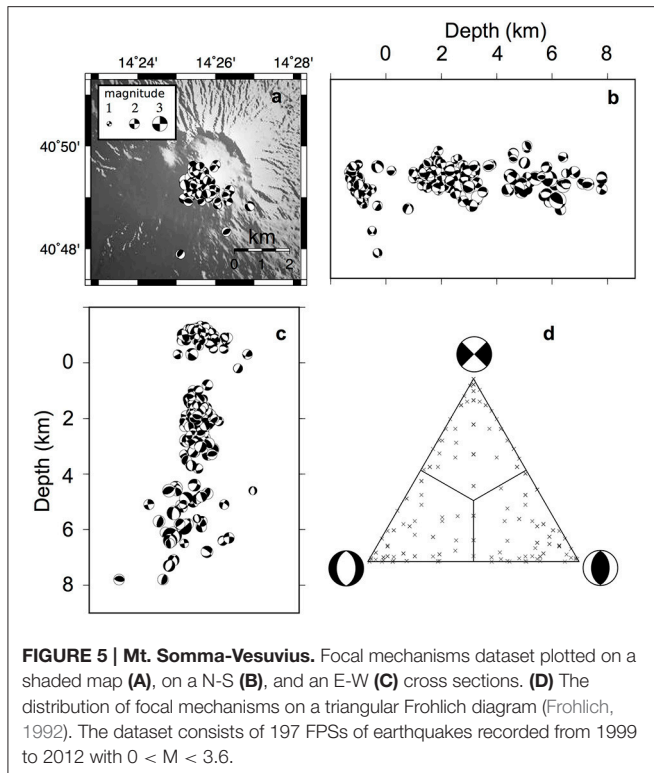 Depth (km)
14˚24' 14˚26' 14˚28'
0 2 4 6 8
magnitude
1 2 3
a
b
40˚50'
40˚48'
km
0 1 2
c
d
0
2
4
6
8
Depth (km)
FIGURE 5 | Mt. Somma-Vesuvius. Focal mechanisms dataset plotted on a
shaded map (A), on a N-S (B), and an E-W (C) cross sections. (D) The
distribution of focal mechanisms on a triangular Frohlich diagram (Frohlich,
1992). The dataset consists of 197 FPSs of earthquakes recorded from 1999
to 2012 with 0 < M < 3.6.